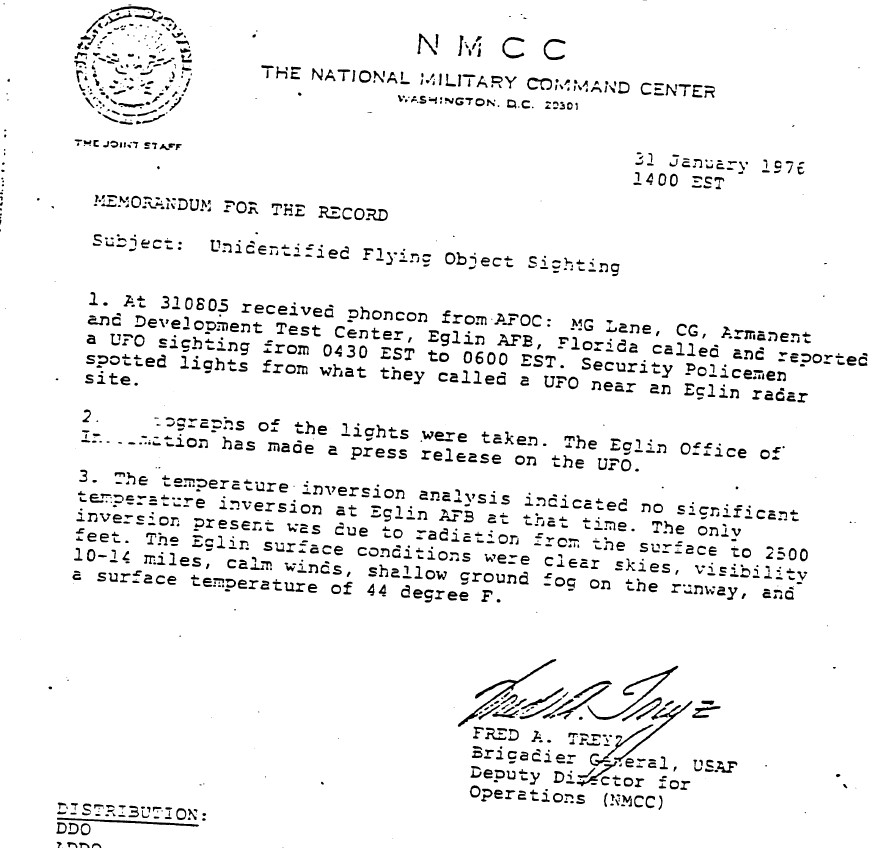 N M C C
THE NATIONAL MILITARY COMMAND CENTER
WASHINGTON, D.C. 20301
THE JOINT STAFF
31 January 1976
1400 EST
MEMORANDUM FOR THE RECORD
Subject: Unidentified Flying Object Sighting
1. At 310805 received phoncon from AFOC: MG Lane, CG, Armanent
and Development Test Center, Eglin AFB, Florida called and reported
a UFO sighting from 0430 EST to 0600 EST. Security Policemen
spotted lights from what they called a UFO near an Eglin radar
site.
2. of the lights were taken. The Eglin Office of
has made a press release on the UFO.
3. The temperature inversion analysis indicated no significant
temperature inversion at Eglin AFB at that time. The only
inversion present was due to radiation from the surface to 2500
feet. The Eglin surface conditions were clear skies, visibility
10-14 miles, calm winds, shallow ground fog on the runway, and
a surface temperature of 44 degree F.
FRED A. TREYZ
Brigadier General, USAF
Deputy Director for
Operations (NMCC)
DISTRIBUTION:
DDO